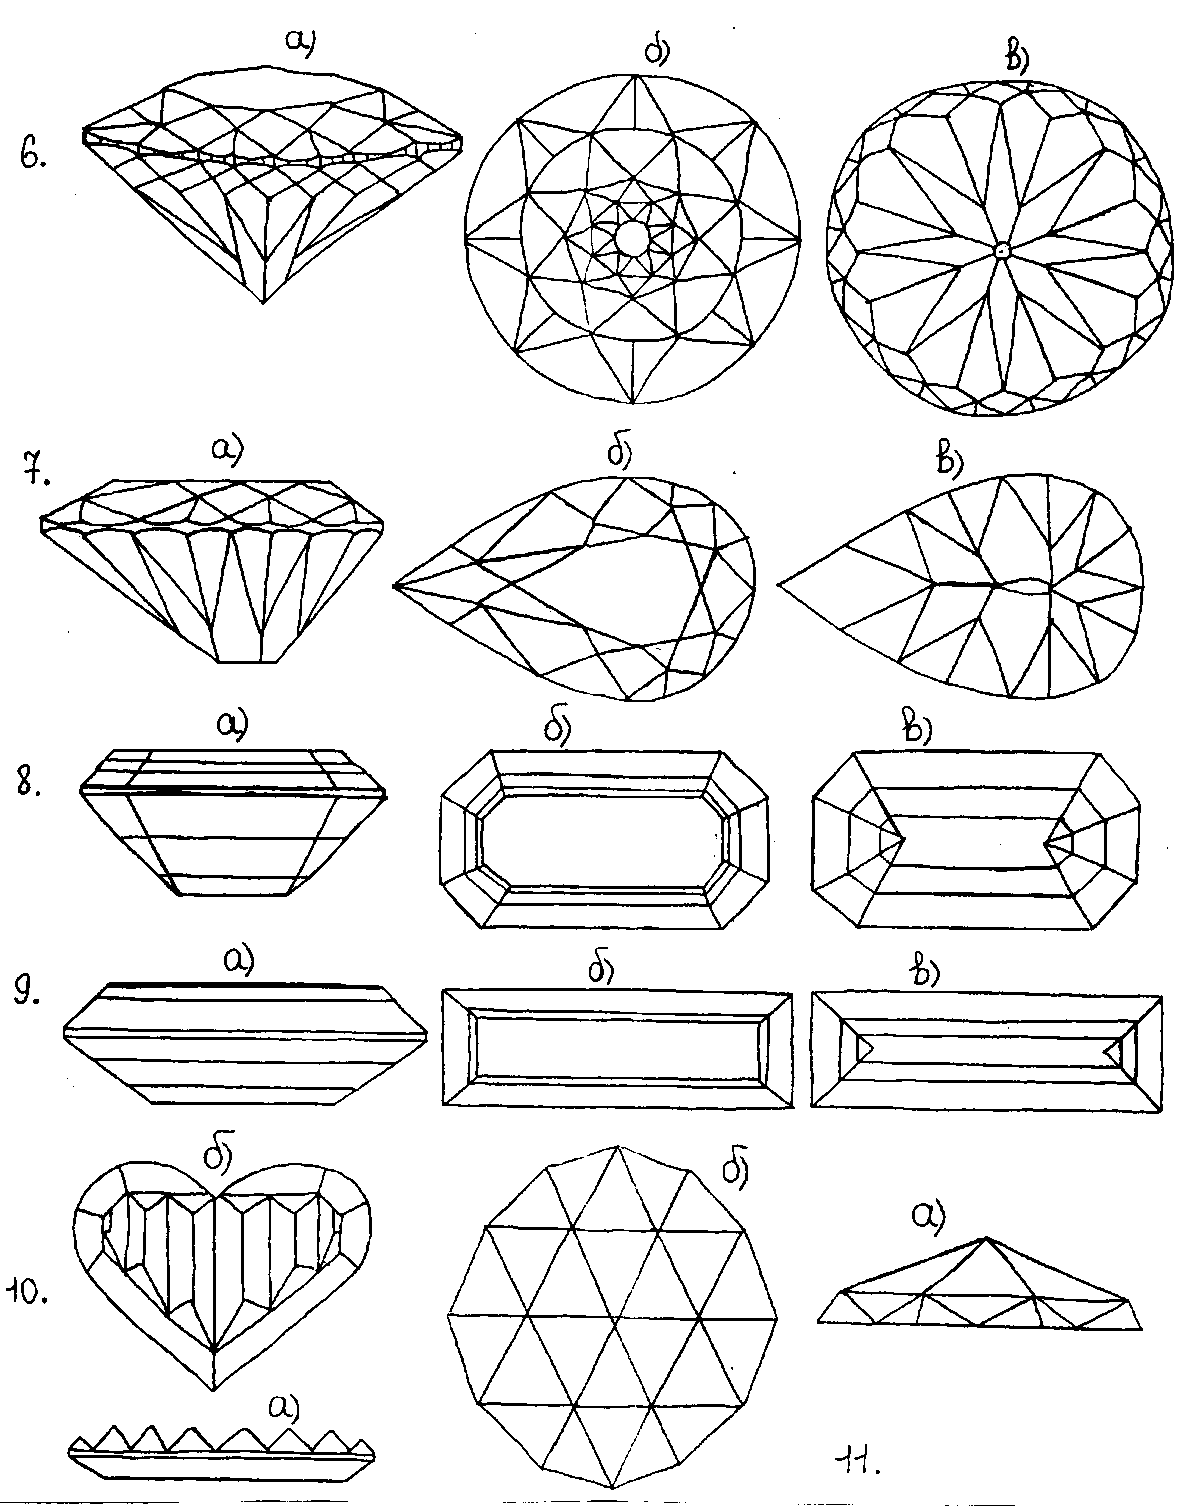 а) б) в)
6.
а) б) в)
7.
а) б) в)
8.
а) б) в)
9.
б) б)
а)
10.
а)
11.